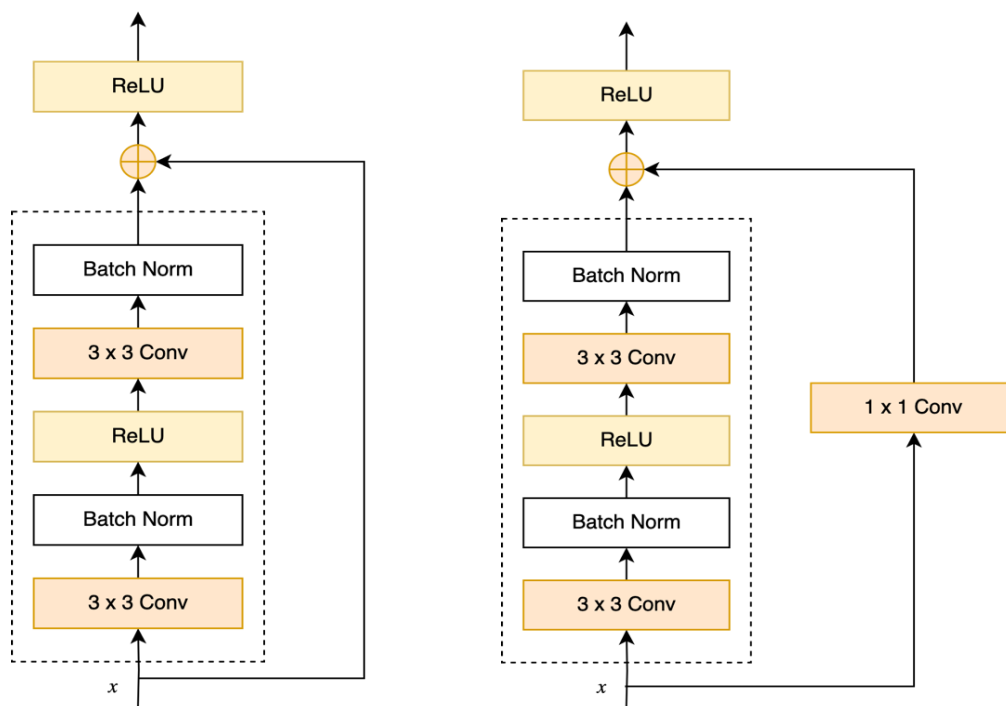 ReLU
Batch Norm
3 x 3 Conv
ReLU
Batch Norm
3 x 3 Conv
x
ReLU
Batch Norm
3 x 3 Conv
ReLU
Batch Norm
3 x 3 Conv
x
1 x 1 Conv